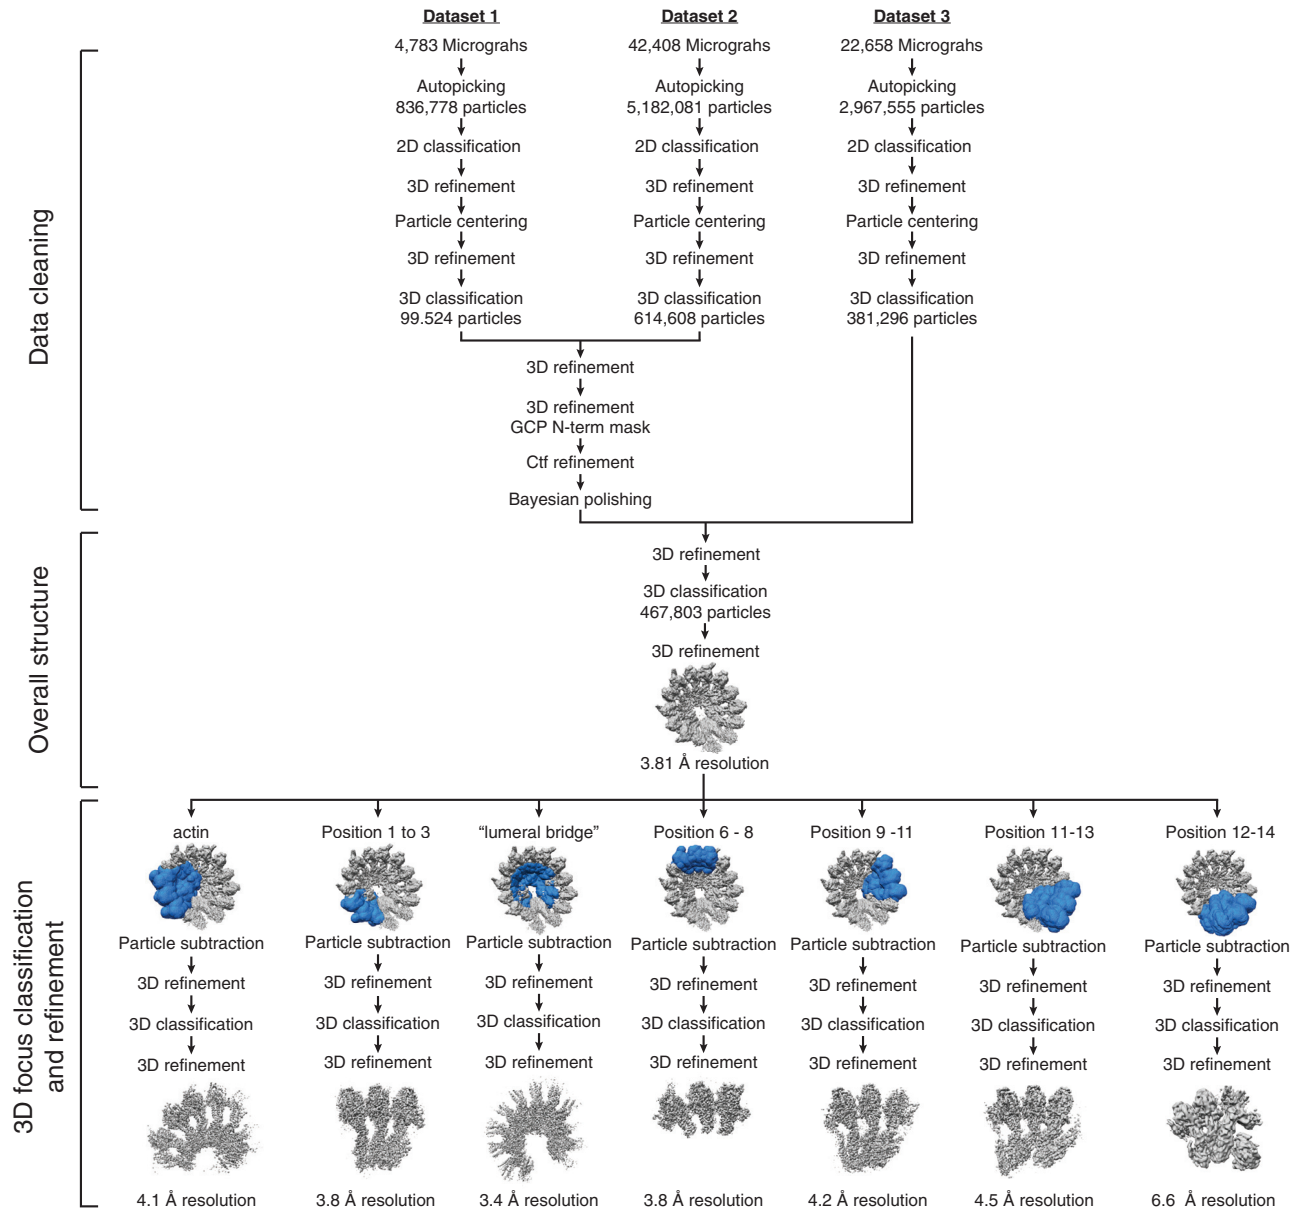 Dataset 1
Dataset 2
Dataset 3
4,783 Micrograhs
42,408 Micrograhs
22,658 Micrograhs
Autopicking
836,778 particles
Autopicking
5,182,081 particles
Autopicking
2,967,555 particles
2D classification
2D classification
2D classification
3D refinement
3D refinement
3D refinement
Particle centering
Particle centering
Particle centering
3D refinement
3D refinement
3D refinement
3D classification
99.524 particles
3D classification
614,608 particles
3D classification
381,296 particles
3D refinement
3D refinement
GCP N-term mask
Ctf refinement
Bayesian polishing
Data cleaning
3D refinement
3D classification
467,803 particles
3D refinement
3.81 Å resolution
Overall structure
actin
Position 1 to 3
“lumeral bridge”
Position 6 - 8
Position 9 -11
Position 11-13
Position 12-14
Particle subtraction
Particle subtraction
Particle subtraction
Particle subtraction
Particle subtraction
Particle subtraction
Particle subtraction
3D refinement
3D refinement
3D refinement
3D refinement
3D refinement
3D refinement
3D refinement
3D classification
3D classification
3D classification
3D classification
3D classification
3D classification
3D classification
3D refinement
3D refinement
3D refinement
3D refinement
3D refinement
3D refinement
3D refinement
4.1 Å resolution
3.8 Å resolution
3.4 Å resolution
3.8 Å resolution
4.2 Å resolution
4.5 Å resolution
6.6 Å resolution
3D focus classification
and refinement